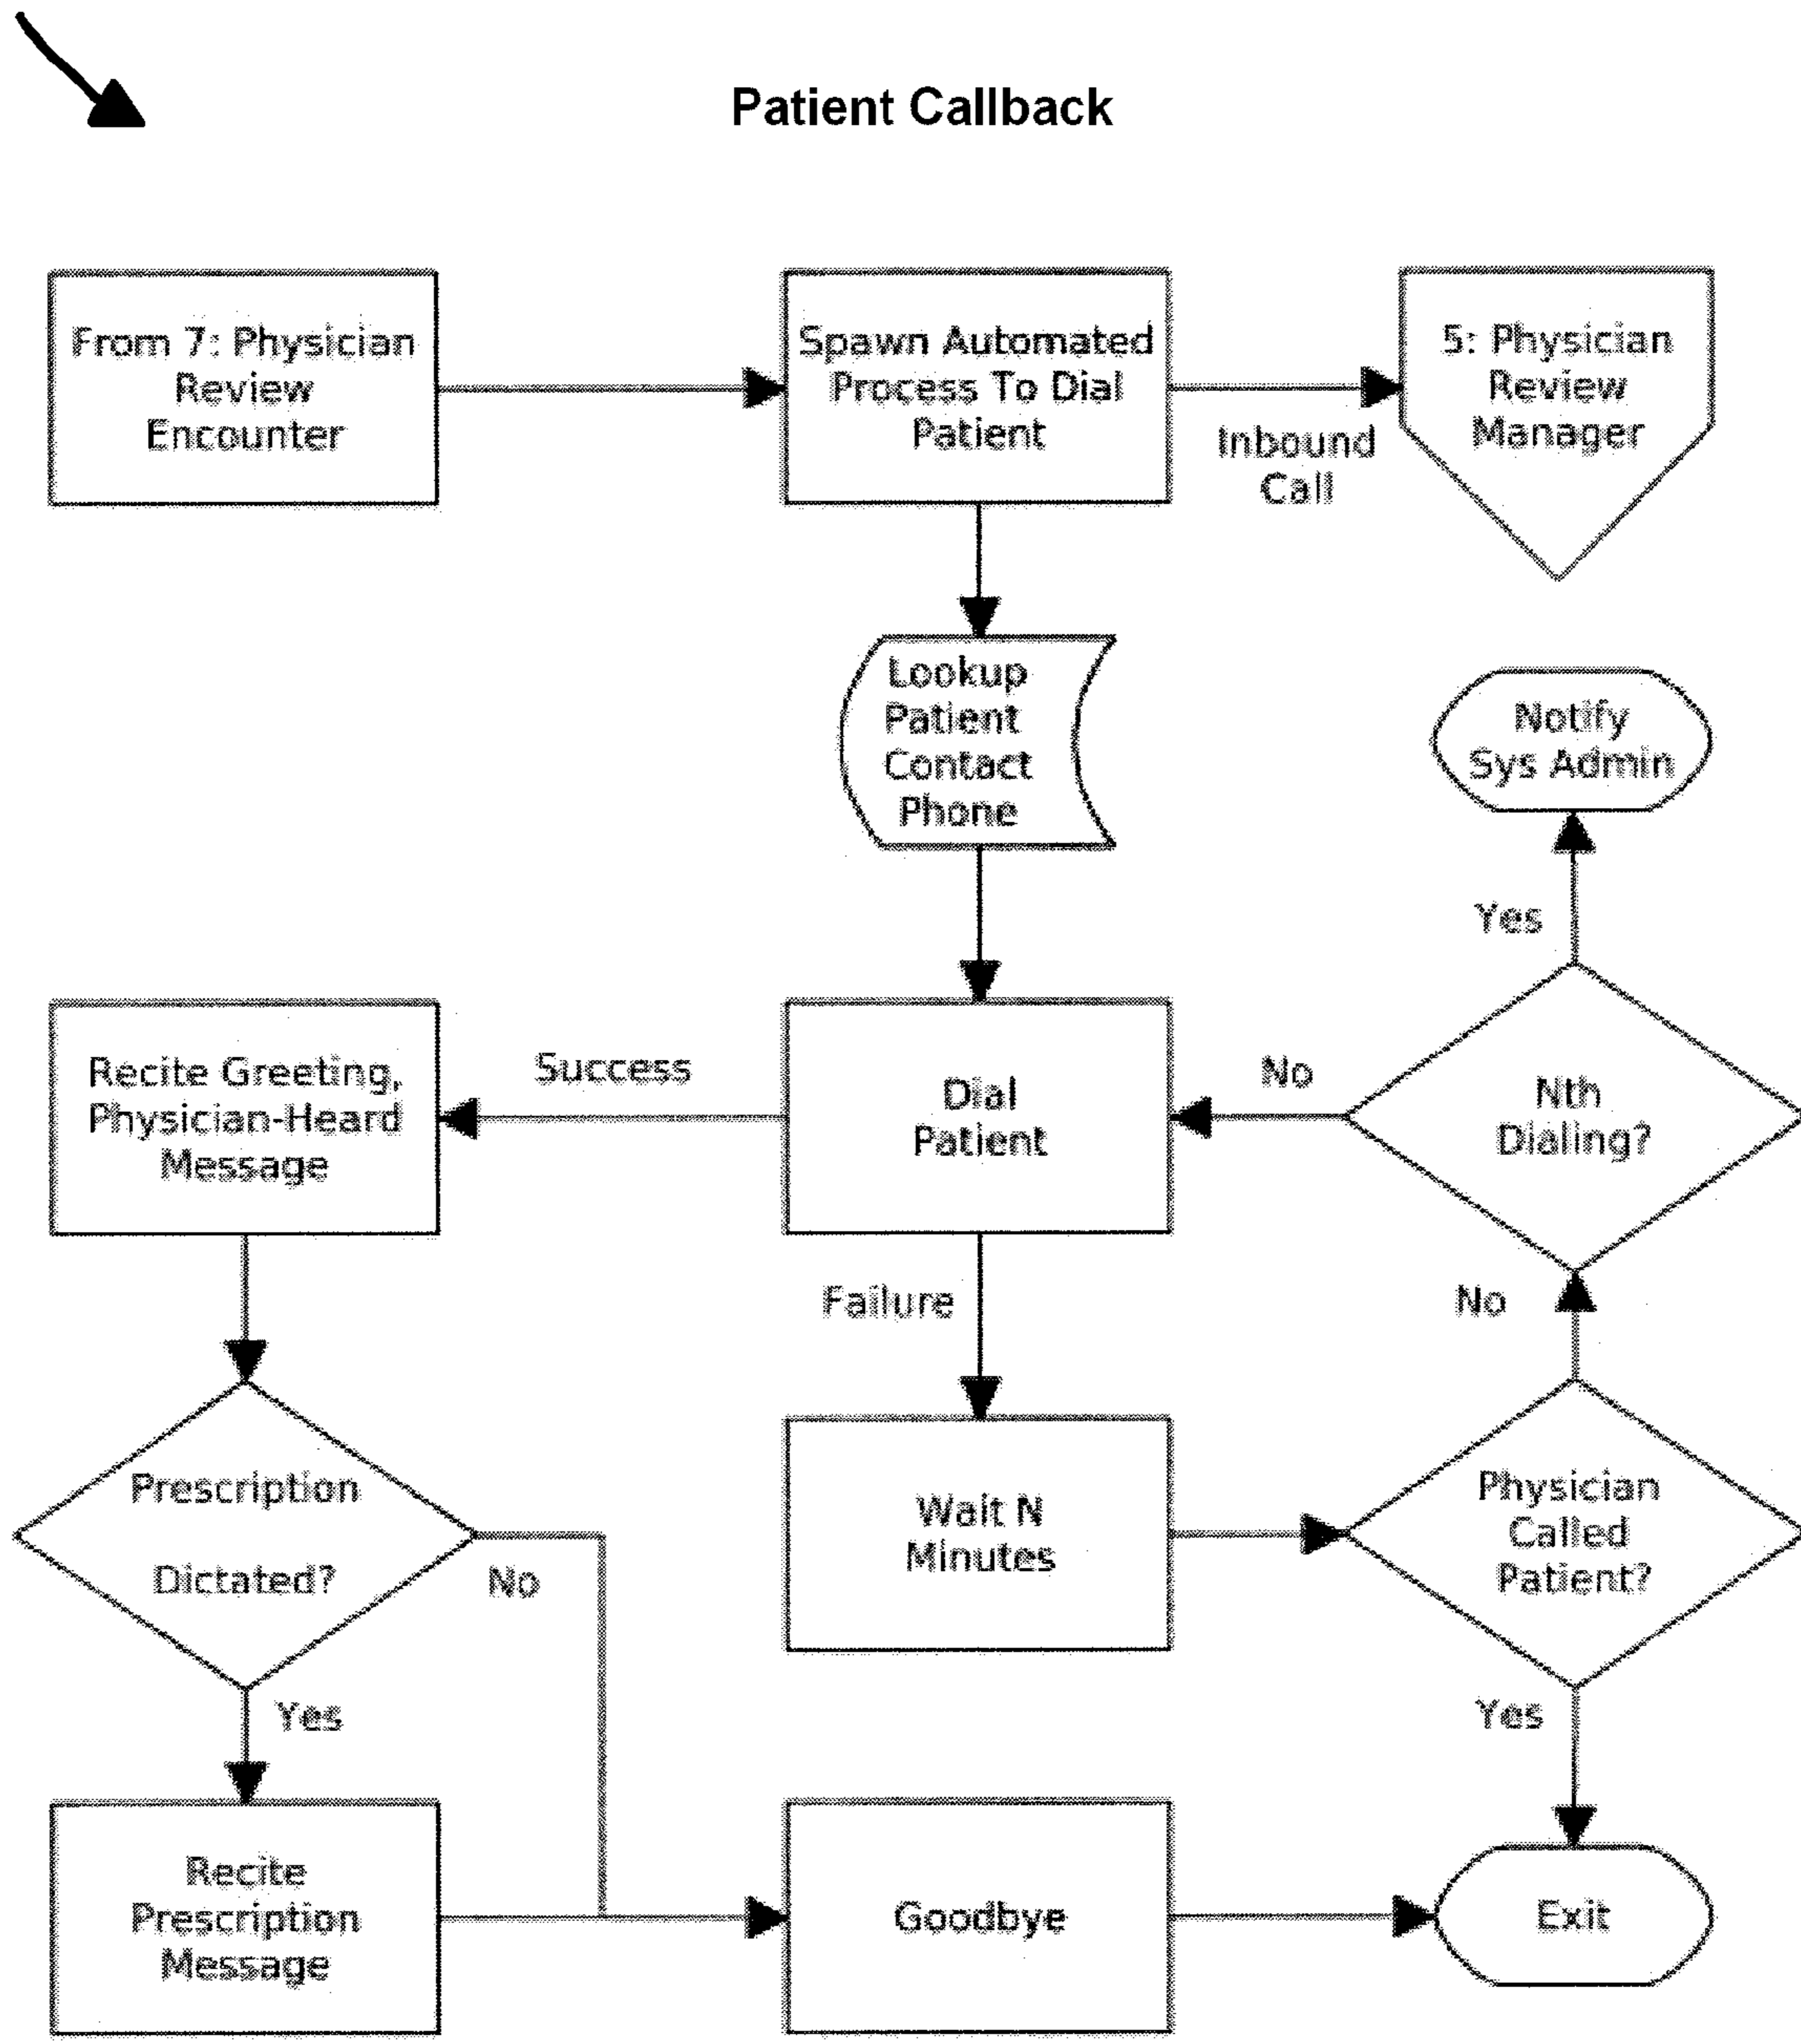 Patient Callback
From 7: Physician
Review
Encounter
Spawn Automated
Process To Dial
Patient
Inbound
Call
5: Physician
Review
Manager
Lookup
Patient
Contact
Phone
Notify
Sys Admin
Yes
Recite Greeting,
Physician-Heard
Message
Success
Dial
Patient
No
Nth
Dialing?
Failure
No
Prescription
Dictated?
No
Wait N
Minutes
Physician
Called
Patient?
Yes
Yes
Recite
Prescription
Message
Goodbye
Exit